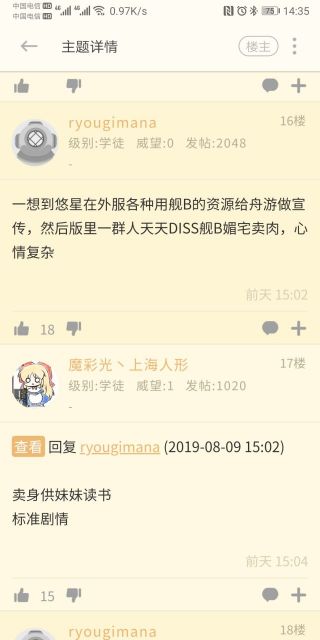 中国电信 HD 4G 4G 0.97K/s 75 14:35
中国电信 HD
主题详情 楼主
ryougimana 16楼
级别:学徒 威望:0 发帖:2048
-
一想到悠星在外服各种用舰B的资源给舟游做宣
传，然后版里一群人天天DISS舰B媚宅卖肉，心
情复杂
前天 15:02
18
魔彩光丶上海人形 17楼
级别:学徒 威望:1 发帖:1020
-
查看 回复 ryougimana (2019-08-09 15:02)
卖身供妹妹读书
标准剧情
前天 15:04
15
ryougimana 18楼